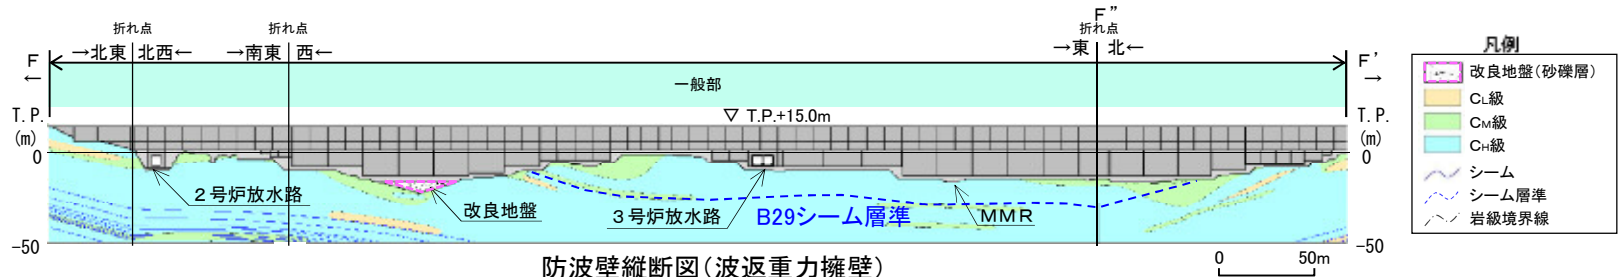 折れ点
折れ点
F”
折れ点
→北東 北西←
→南東 西←
→東 北←
F
←
F’
→
一般部
T.P.
(m)
T.P.
(m)
▽ T.P.+15.0m
0
0
2号炉放水路
改良地盤
3号炉放水路
B29シーム層準
MMR
-50
-50
防波壁縦断図(波返重力擁壁)
0 50m
凡例
改良地盤(砂礫層)
CL級
CM級
CH級
シーム
シーム層準
岩級境界線